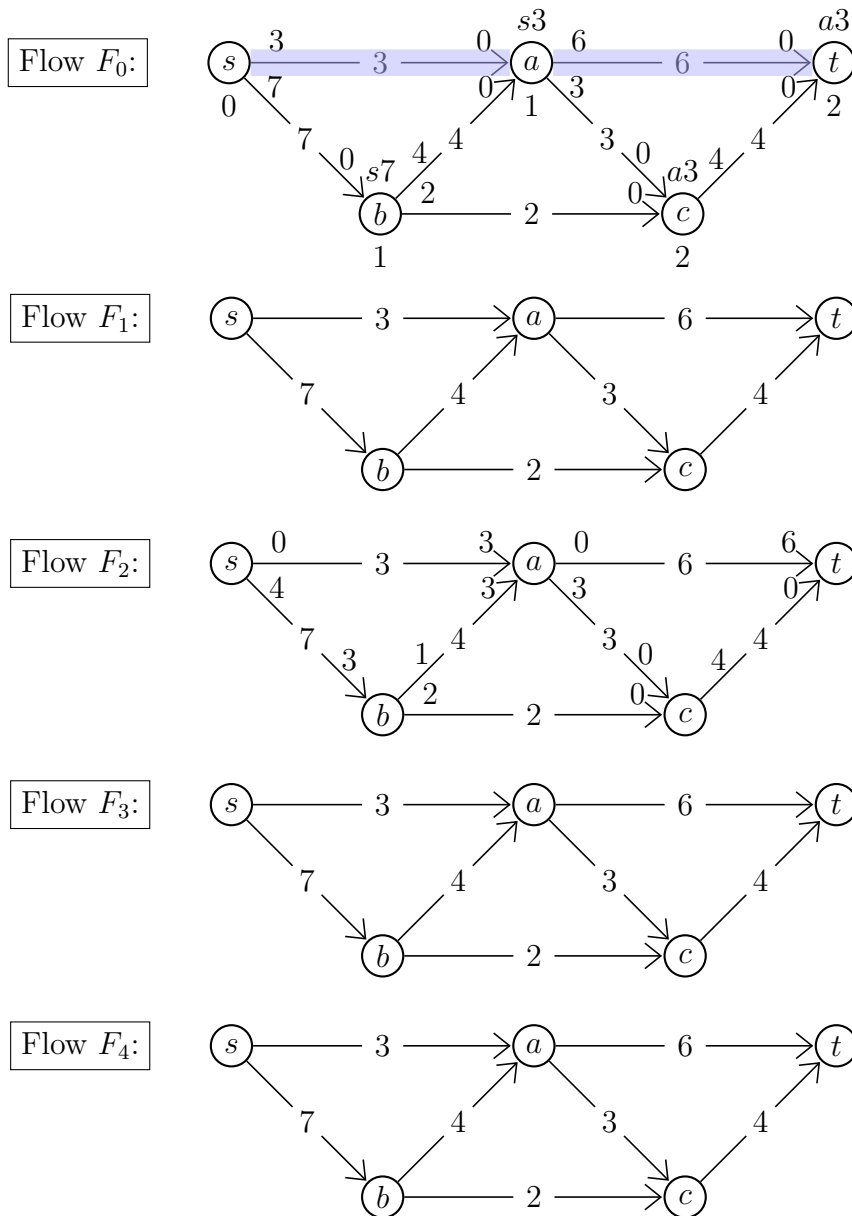 s3 a3
Flow F₀: s 3 3 0 a 6 6 0 t
0 7 0 1 3 0 2
7 4 4 3 0 4 4
0 s7 a3
b 2 2 0 c
1 2
Flow F₁: s 3 a 6 t
7 4 3 4
b 2 c
Flow F₂: s 0 3 3 a 0 6 6 t
4 3 3 0
7 4 3 4
3 1 0 4
b 2 2 0 c
Flow F₃: s 3 a 6 t
7 4 3 4
b 2 c
Flow F₄: s 3 a 6 t
7 4 3 4
b 2 c